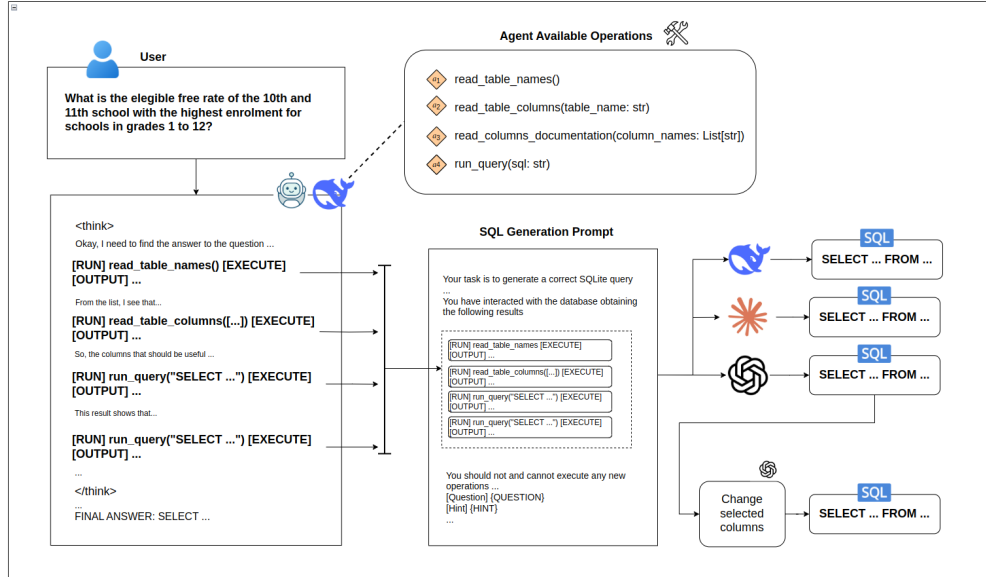 User
What is the elegible free rate of the 10th and
11th school with the highest enrolment for
schools in grades 1 to 12?
Agent Available Operations
a1 read_table_names()
a2 read_table_columns(table_name: str)
a3 read_columns_documentation(column_names: List[str])
a4 run_query(sql: str)
<think>
Okay, I need to find the answer to the question ...
[RUN] read_table_names() [EXECUTE]
[OUTPUT] ...
From the list, I see that...
[RUN] read_table_columns([...]) [EXECUTE]
[OUTPUT] ...
So, the columns that should be useful ...
[RUN] run_query("SELECT ...") [EXECUTE]
[OUTPUT] ...
This result shows that...
[RUN] run_query("SELECT ...") [EXECUTE]
[OUTPUT] ...
...
</think>
...
FINAL ANSWER: SELECT ...
SQL Generation Prompt
Your task is to generate a correct SQLite query
...
You have interacted with the database obtaining
the following results
[RUN] read_table_names [EXECUTE]
[OUTPUT] ...
[RUN] read_table_columns([...]) [EXECUTE]
[OUTPUT] ...
[RUN] run_query("SELECT ...") [EXECUTE]
[OUTPUT] ...
[RUN] run_query("SELECT ...") [EXECUTE]
[OUTPUT] ...
You should not and cannot execute any new
operations ...
[Question] {QUESTION}
[Hint] {HINT}
...
SQL
SELECT ... FROM ...
SQL
SELECT ... FROM ...
SQL
SELECT ... FROM ...
Change
selected
columns
SQL
SELECT ... FROM ...